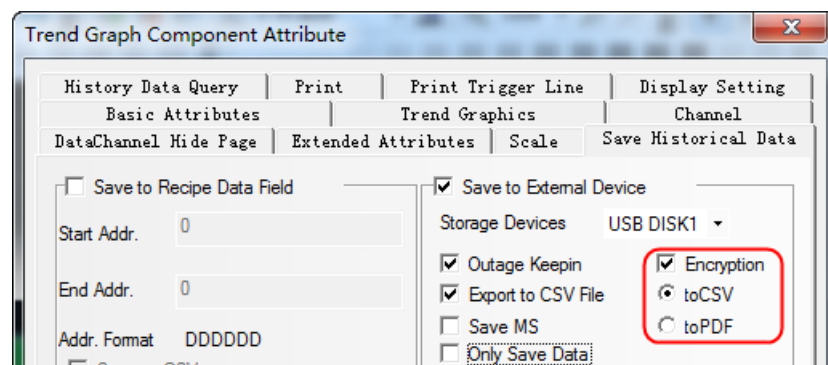 Trend Graph Component Attribute
History Data Query Print Print Trigger Line Display Setting
Basic Attributes Trend Graphics Channel
DataChannel Hide Page Extended Attributes Scale Save Historical Data
Save to Recipe Data Field
Start Addr. 0
End Addr. 0
Addr. Format DDDDDD
Save to External Device
Storage Devices USB DISK1
Outage Keepin Encryption
Export to CSV File toCSV
Save MS toPDF
Only Save Data